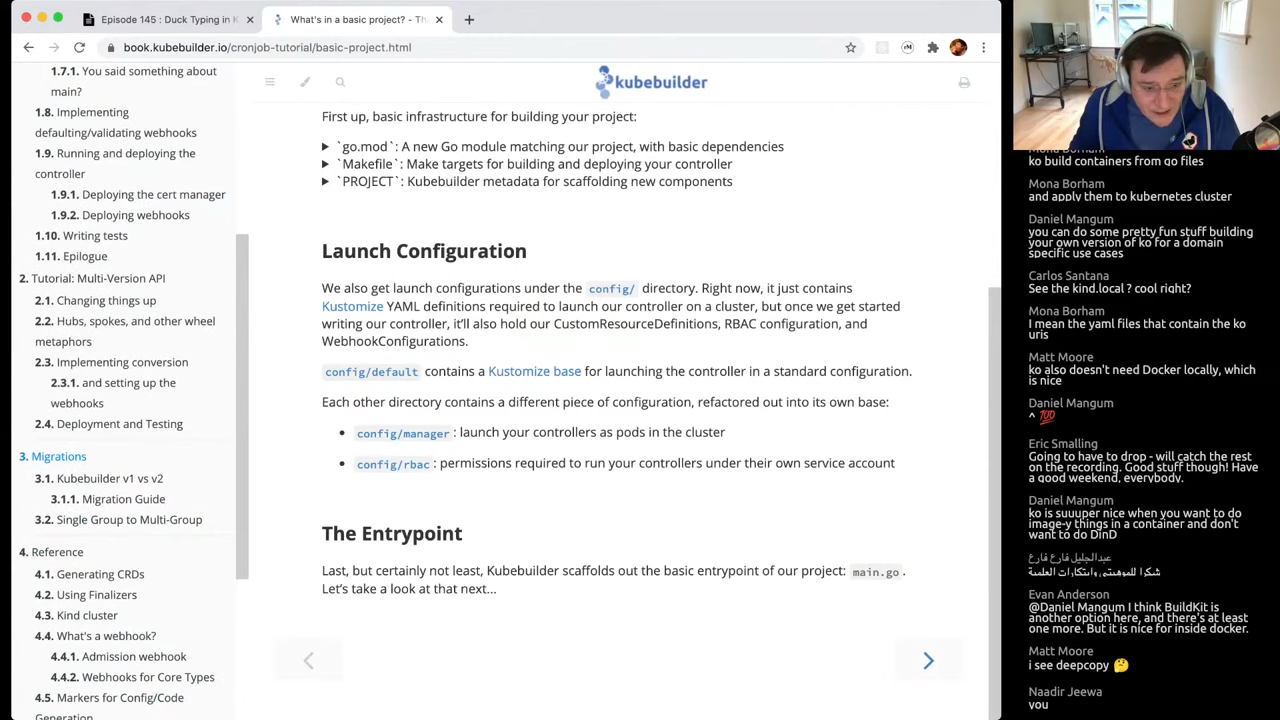 Episode 145 : Duck Typing in K
What's in a basic project? - Th
book.kubebuilder.io/cronjob-tutorial/basic-project.html
1.7.1. You said something about
main?
1.8. Implementing
defaulting/validating webhooks
1.9. Running and deploying the
controller
1.9.1. Deploying the cert manager
1.9.2. Deploying webhooks
1.10. Writing tests
1.11. Epilogue
2. Tutorial: Multi-Version API
2.1. Changing things up
2.2. Hubs, spokes, and other wheel
metaphors
2.3. Implementing conversion
2.3.1. and setting up the
webhooks
2.4. Deployment and Testing
3. Migrations
3.1. Kubebuilder v1 vs v2
3.1.1. Migration Guide
3.2. Single Group to Multi-Group
4. Reference
4.1. Generating CRDs
4.2. Using Finalizers
4.3. Kind cluster
4.4. What's a webhook?
4.4.1. Admission webhook
4.4.2. Webhooks for Core Types
4.5. Markers for Config/Code
Generation
kubebuilder
First up, basic infrastructure for building your project:
`go.mod`: A new Go module matching our project, with basic dependencies
`Makefile`: Make targets for building and deploying your controller
`PROJECT`: Kubebuilder metadata for scaffolding new components
Launch Configuration
We also get launch configurations under the config/ directory. Right now, it just contains
Kustomize YAML definitions required to launch our controller on a cluster, but once we get started
writing our controller, it'll also hold our CustomResourceDefinitions, RBAC configuration, and
WebhookConfigurations.
config/default contains a Kustomize base for launching the controller in a standard configuration.
Each other directory contains a different piece of configuration, refactored out into its own base:
• config/manager: launch your controllers as pods in the cluster
• config/rbac: permissions required to run your controllers under their own service account
The Entrypoint
Last, but certainly not least, Kubebuilder scaffolds out the basic entrypoint of our project: main.go.
Let's take a look at that next...
Mona Borham
ko build containers from go files
Mona Borham
and apply them to kubernetes cluster
Daniel Mangum
you can do some pretty fun stuff building
your own version of ko for a domain
specific use cases
Carlos Santana
See the kind.local ? cool right?
Mona Borham
I mean the yaml files that contain the ko
uris
Matt Moore
ko also doesn't need Docker locally, which
is nice
Daniel Mangum
^ 💯
Eric Smalling
Going to have to drop - will catch the rest
on the recording. Good stuff though! Have
a good weekend, everybody.
Daniel Mangum
ko is suuuper nice when you want to do
image-y things in a container and don't
want to do DinD
عبدالجليل فارع فارع
شكرا للموهبتي وابتكارات العلمية
Evan Anderson
@Daniel Mangum I think BuildKit is
another option here, and there's at least
one more. But it is nice for inside docker.
Matt Moore
i see deepcopy 🤔
Naadir Jeewa
you